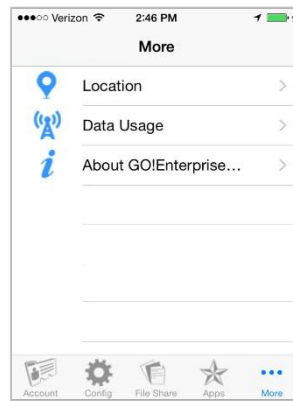 Verizon 2:46 PM
More
Location
Data Usage
About GO!Enterprise...
Account Config File Share Apps More